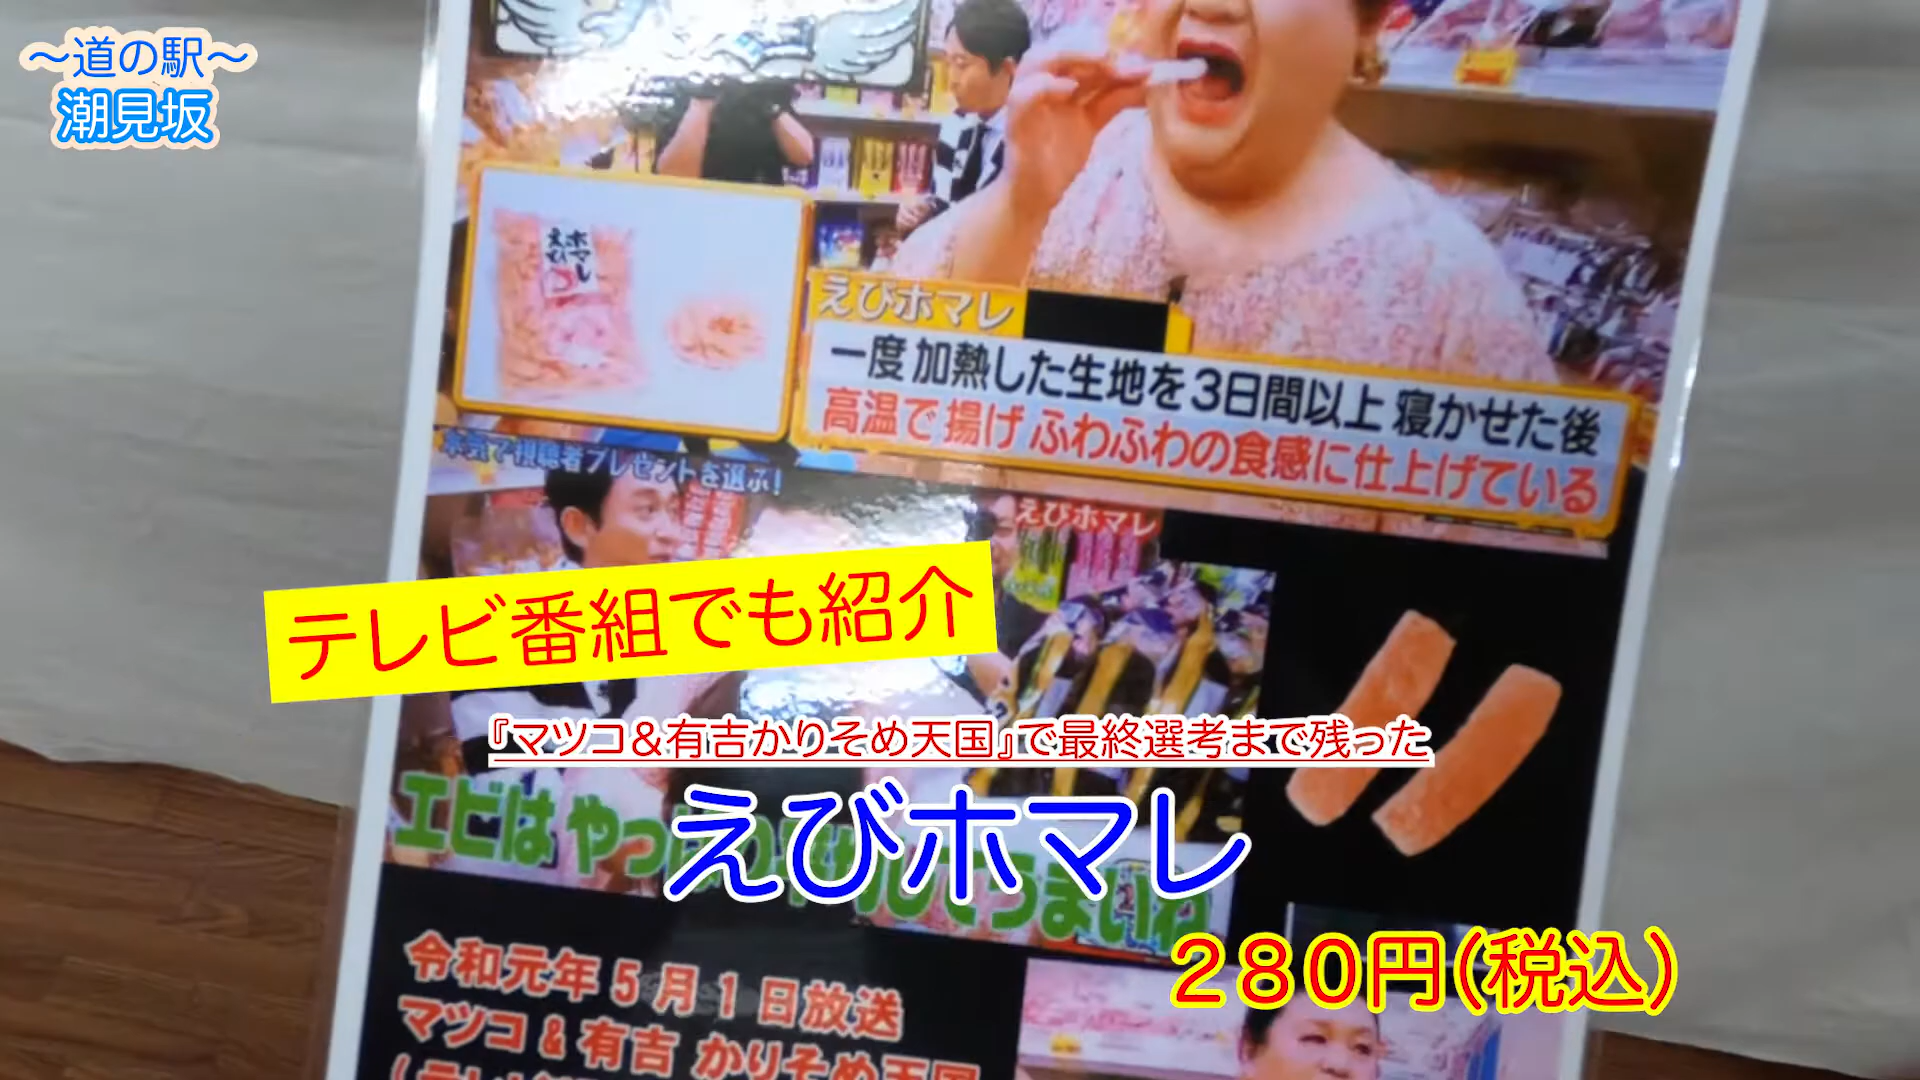 〜道の駅〜
潮見坂
えび
ホマレ
えびホマレ
一度加熱した生地を3日間以上 寝かせた後
高温で揚げ ふわふわの食感に仕上げている
本気で視聴者プレゼントを選ぶ!
えびホマレ
テレビ番組でも紹介
『マツコ&有吉かりそめ天国』で最終選考まで残った
えびホマレ
エビは やっぱ
うまいね
280円(税込)
令和元年5月1日放送
マツコ & 有吉 かりそめ天国